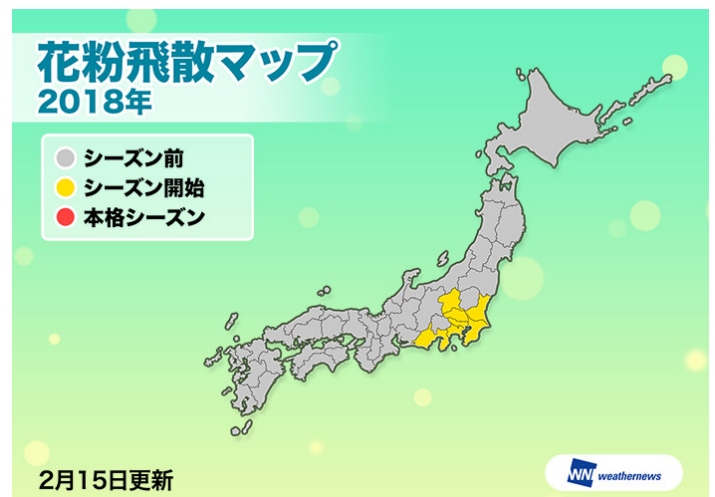 花粉飛散マップ
2018年
シーズン前
シーズン開始
本格シーズン
2月15日更新
WNI weathernews